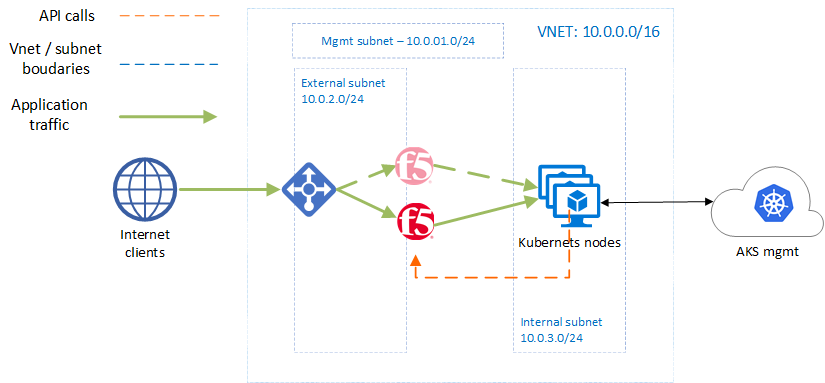 API calls
Vnet / subnet
boudaries
Application
traffic
VNET: 10.0.0.0/16
Mgmt subnet – 10.0.01.0/24
External subnet
10.0.2.0/24
f5
f5
Internet
clients
Kubernets nodes
AKS mgmt
Internal subnet
10.0.3.0/24